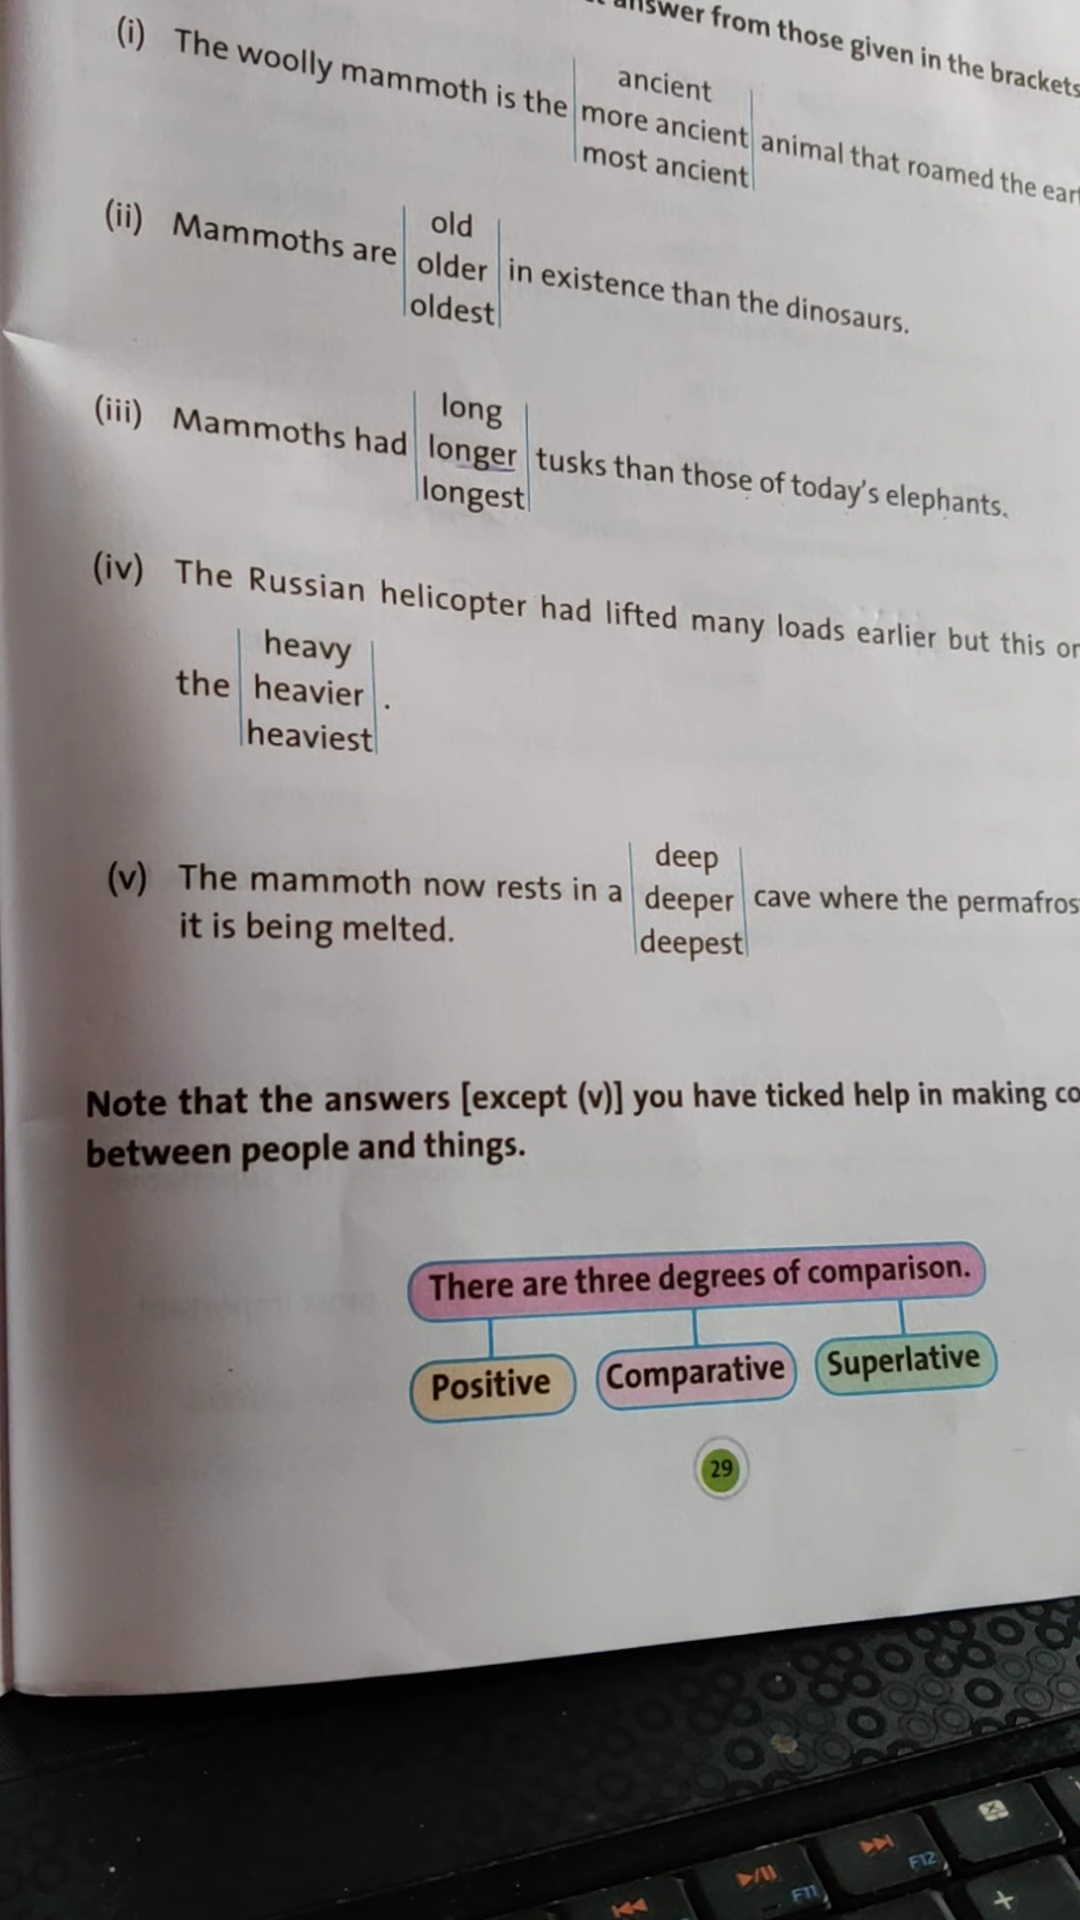 answer from those given in the brackets
(i) The woolly mammoth is the
ancient
more ancient
most ancient
animal that roamed the
(ii) Mammoths are
old
older
oldest
in existence than the dinosaurs.
(iii) Mammoths had
long
longer
longest
tusks than those of today's elephants.
(iv) The Russian helicopter had lifted many loads earlier but this
the
heavy
heavier
heaviest
.
(v) The mammoth now rests in a
deep
deeper
deepest
cave where the
it is being melted.
Note that the answers [except (v)] you have ticked help in making
between people and things.
There are three degrees of comparison.
Positive Comparative Superlative
29
F12
F11
+